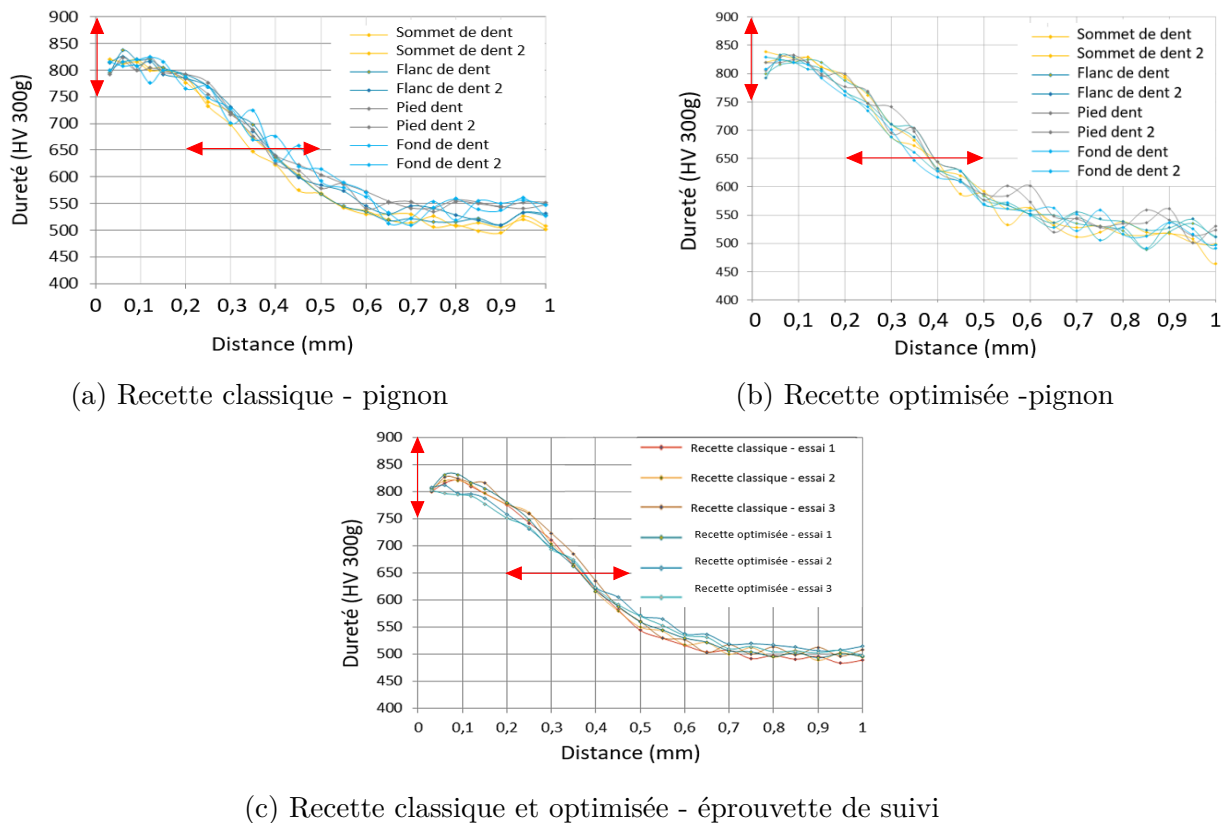 900
850
800
750
700
650
600
550
500
450
400
Dureté (HV 300g)
Sommet de dent
Sommet de dent 2
Flanc de dent
Flanc de dent 2
Pied dent
Pied dent 2
Fond de dent
Fond de dent 2
0 0,1 0,2 0,3 0,4 0,5 0,6 0,7 0,8 0,9 1
Distance (mm)
(a) Recette classique - pignon
900
850
800
750
700
650
600
550
500
450
400
Dureté (HV 300g)
Sommet de dent
Sommet de dent 2
Flanc de dent
Flanc de dent 2
Pied dent
Pied dent 2
Fond de dent
Fond de dent 2
0 0,1 0,2 0,3 0,4 0,5 0,6 0,7 0,8 0,9 1
Distance (mm)
(b) Recette optimisée -pignon
900
850
800
750
700
650
600
550
500
450
400
Dureté (HV 300g)
Recette classique - essai 1
Recette classique - essai 2
Recette classique - essai 3
Recette optimisée - essai 1
Recette optimisée - essai 2
Recette optimisée - essai 3
0 0,1 0,2 0,3 0,4 0,5 0,6 0,7 0,8 0,9 1
Distance (mm)
(c) Recette classique et optimisée - éprouvette de suivi